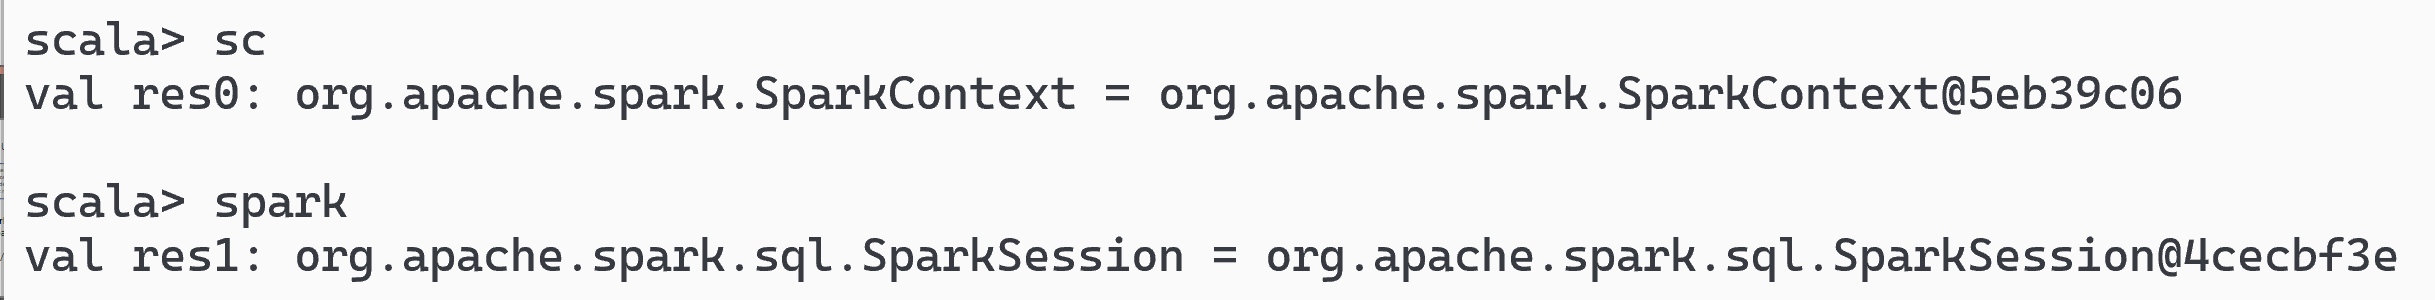 scala> sc
val res0: org.apache.spark.SparkContext = org.apache.spark.SparkContext@5eb39c06
scala> spark
val res1: org.apache.spark.sql.SparkSession = org.apache.spark.sql.SparkSession@4cecbf3e